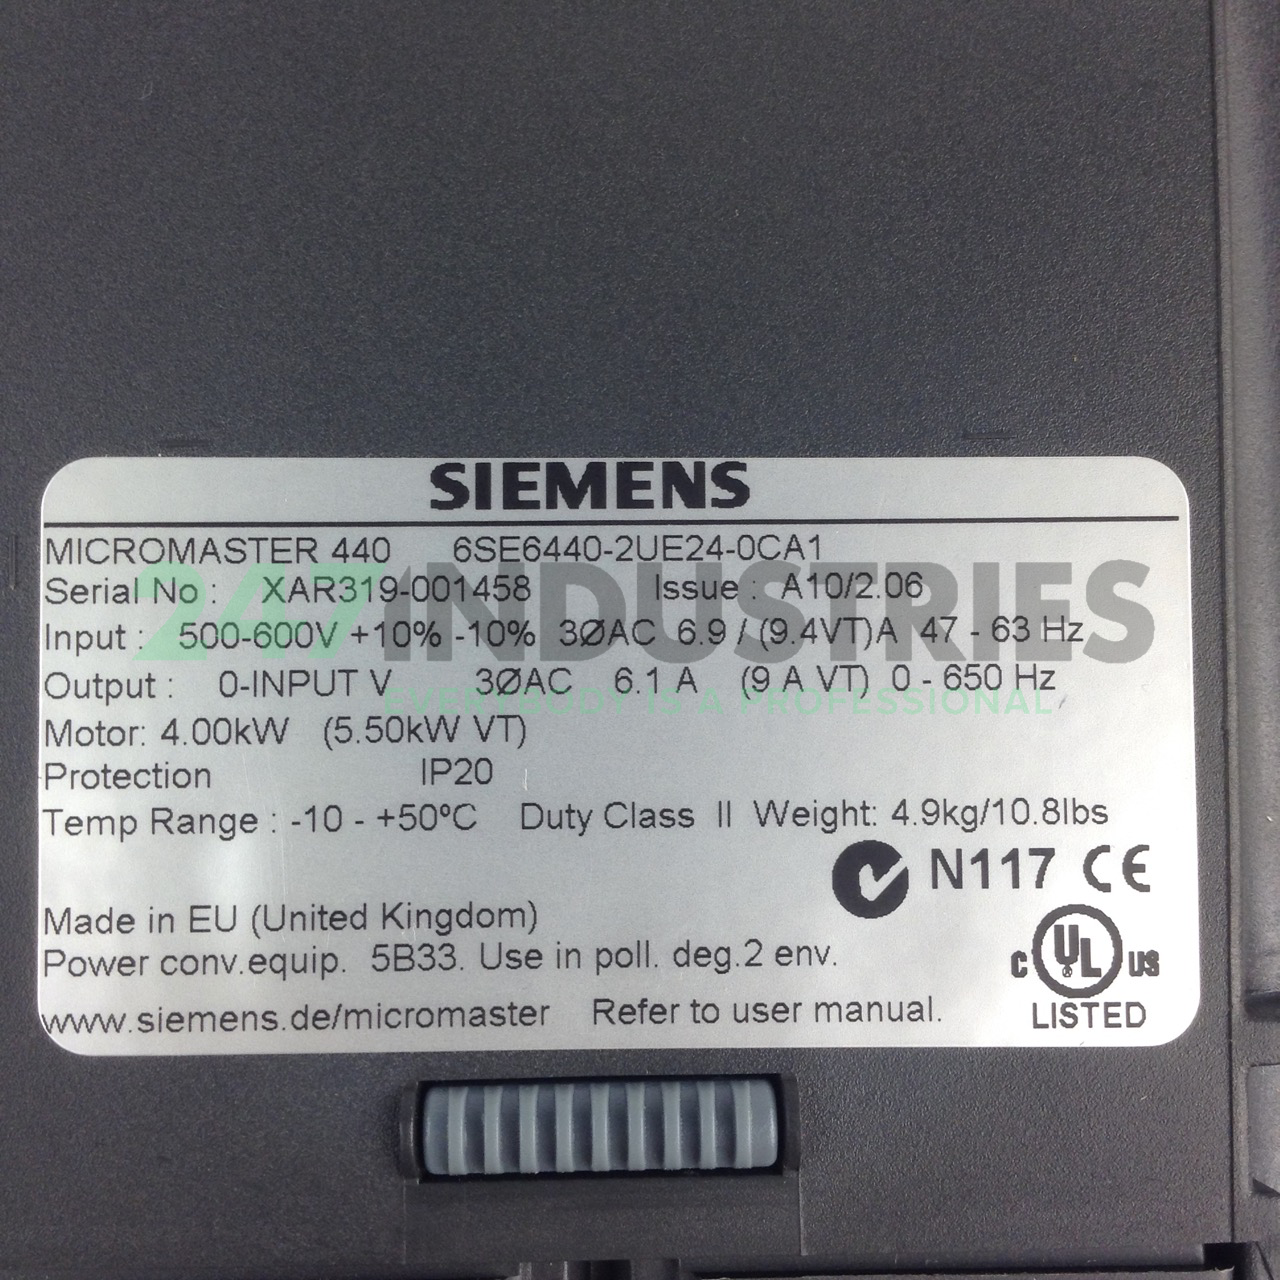 SIEMENS
MICROMASTER 440 6SE6440-2UE24-0CA1
Serial No : XAR319-001458 Issue : A10/2.06
Input : 500-600V +10% -10% 3ØAC 6.9 / (9.4VT)A 47 - 63 Hz
247 INDUSTRIES
Output : 0-INPUT V 3ØAC 6.1 A (9 A VT) 0 - 650 Hz
EVERYBODY IS A PROFESSIONAL
Motor: 4.00kW (5.50kW VT)
Protection IP20
Temp Range : -10 - +50ºC Duty Class II Weight: 4.9kg/10.8lbs
N117 CE
Made in EU (United Kingdom)
Power conv.equip. 5B33. Use in poll. deg.2 env.
C UL US
LISTED
www.siemens.de/micromaster Refer to user manual.